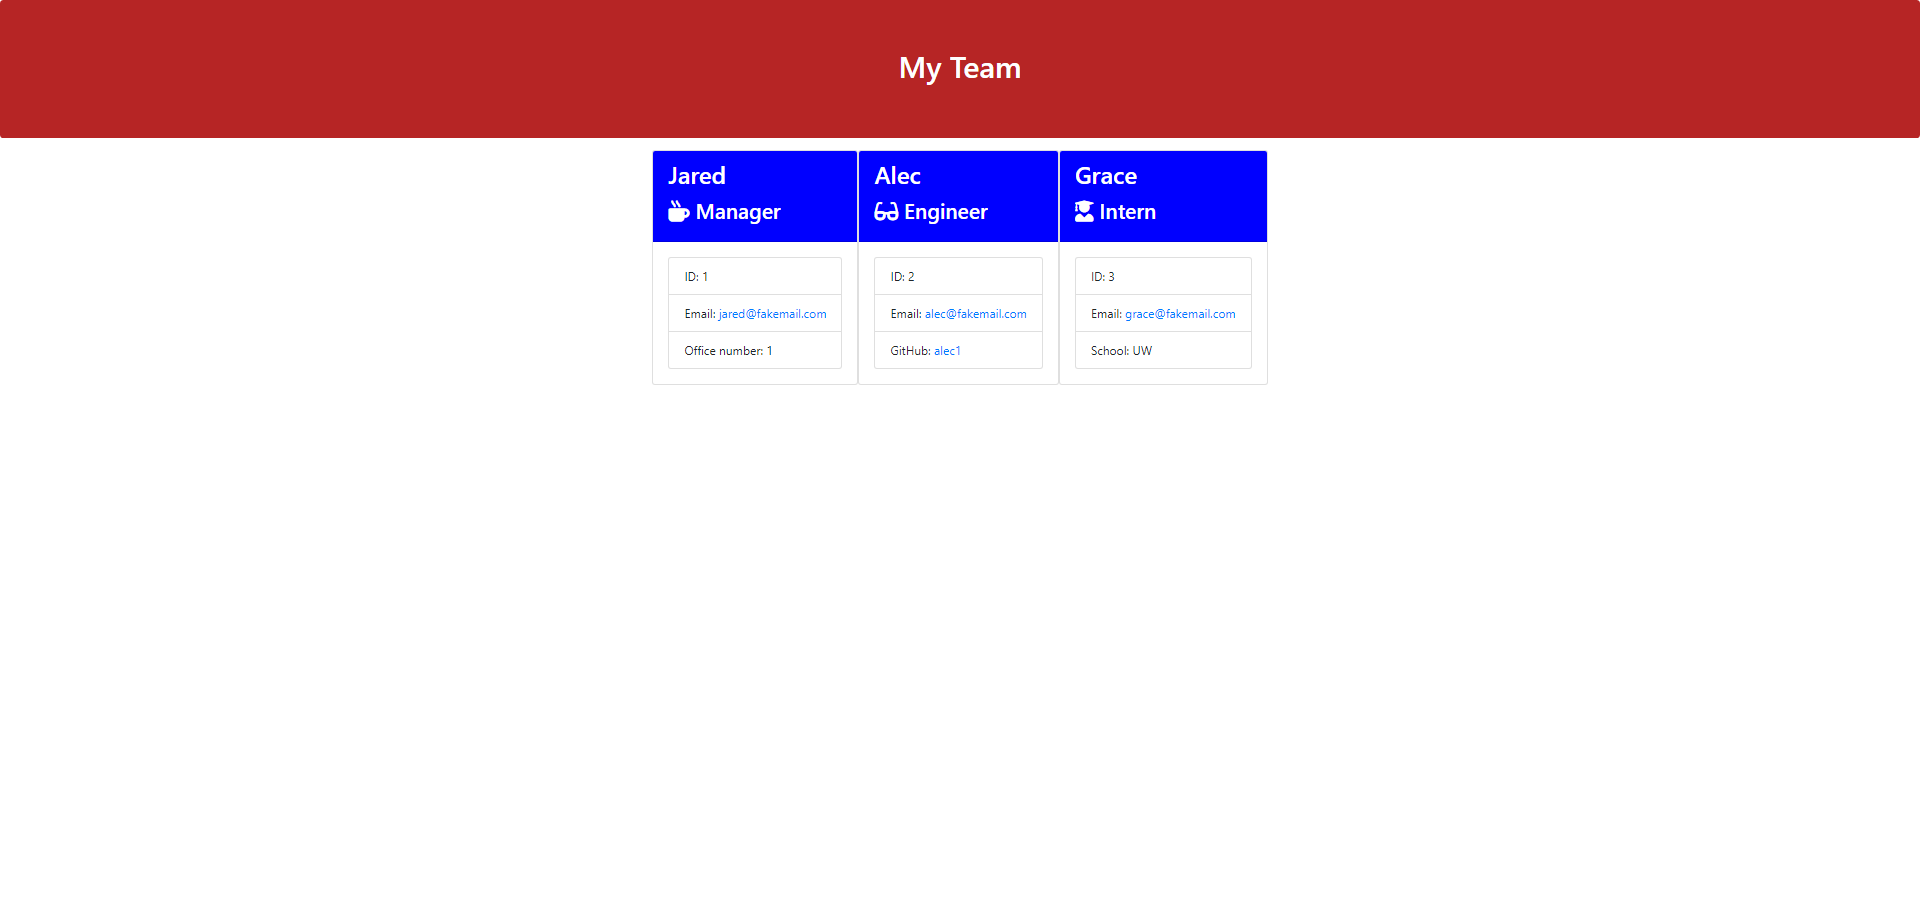 My Team
Jared
Manager
ID: 1
Email: jared@fakemail.com
Office number: 1
Alec
Engineer
ID: 2
Email: alec@fakemail.com
GitHub: alec1
Grace
Intern
ID: 3
Email: grace@fakemail.com
School: UW